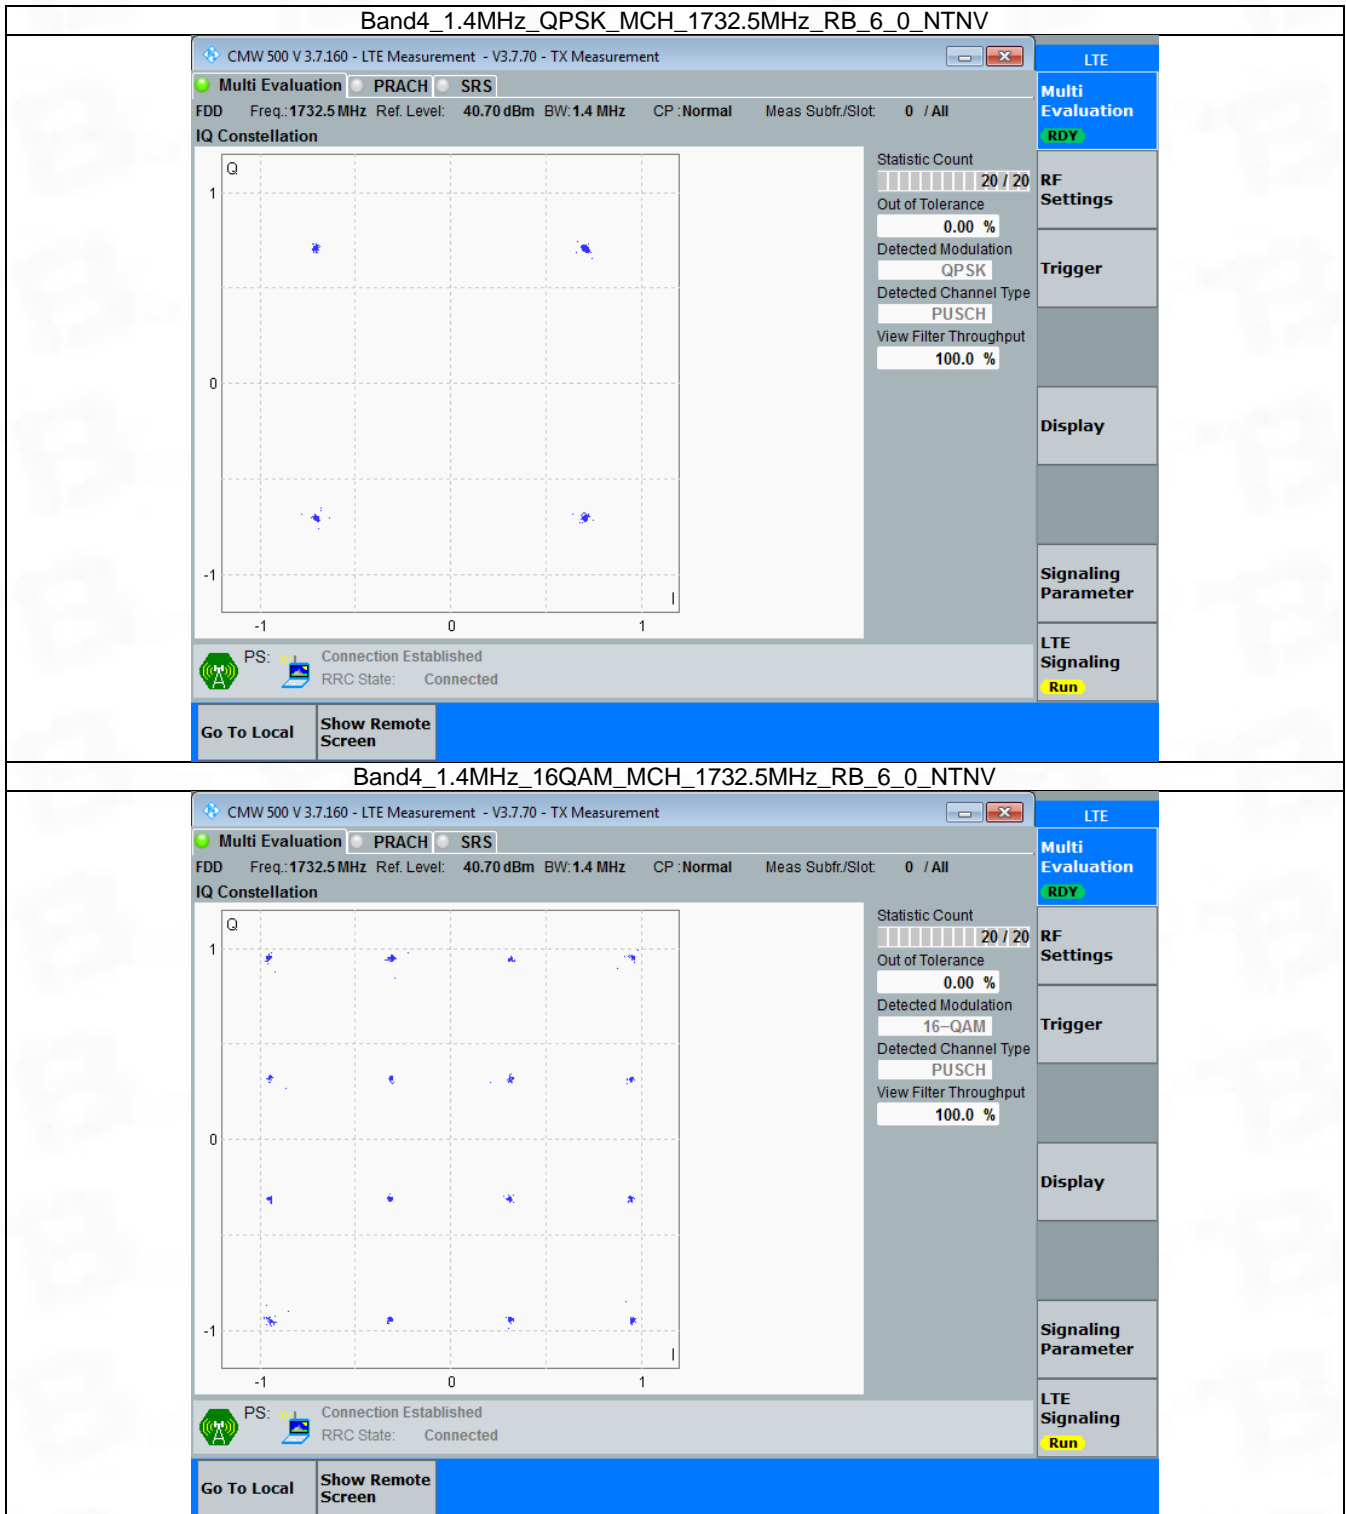 Band4_1.4MHz_QPSK_MCH_1732.5MHz_RB_6_0_NTNV
CMW 500 V 3.7.160 - LTE Measurement - V3.7.70 - TX Measurement
LTE
Multi Evaluation PRACH SRS
Multi
Evaluation
RDY
FDD Freq.:1732.5 MHz Ref. Level: 40.70 dBm BW:1.4 MHz CP :Normal Meas Subfr./Slot: 0 / All
IQ Constellation
Q
1
0
-1
I
-1 0 1
Statistic Count
20 / 20
Out of Tolerance
0.00 %
Detected Modulation
QPSK
Detected Channel Type
PUSCH
View Filter Throughput
100.0 %
RF
Settings
Trigger
Display
Signaling
Parameter
LTE
Signaling
Run
PS: Connection Established
RRC State: Connected
Go To Local
Show Remote
Screen
Band4_1.4MHz_16QAM_MCH_1732.5MHz_RB_6_0_NTNV
CMW 500 V 3.7.160 - LTE Measurement - V3.7.70 - TX Measurement
LTE
Multi Evaluation PRACH SRS
Multi
Evaluation
RDY
FDD Freq.:1732.5 MHz Ref. Level: 40.70 dBm BW:1.4 MHz CP :Normal Meas Subfr./Slot: 0 / All
IQ Constellation
Q
1
0
-1
I
-1 0 1
Statistic Count
20 / 20
Out of Tolerance
0.00 %
Detected Modulation
16-QAM
Detected Channel Type
PUSCH
View Filter Throughput
100.0 %
RF
Settings
Trigger
Display
Signaling
Parameter
LTE
Signaling
Run
PS: Connection Established
RRC State: Connected
Go To Local
Show Remote
Screen